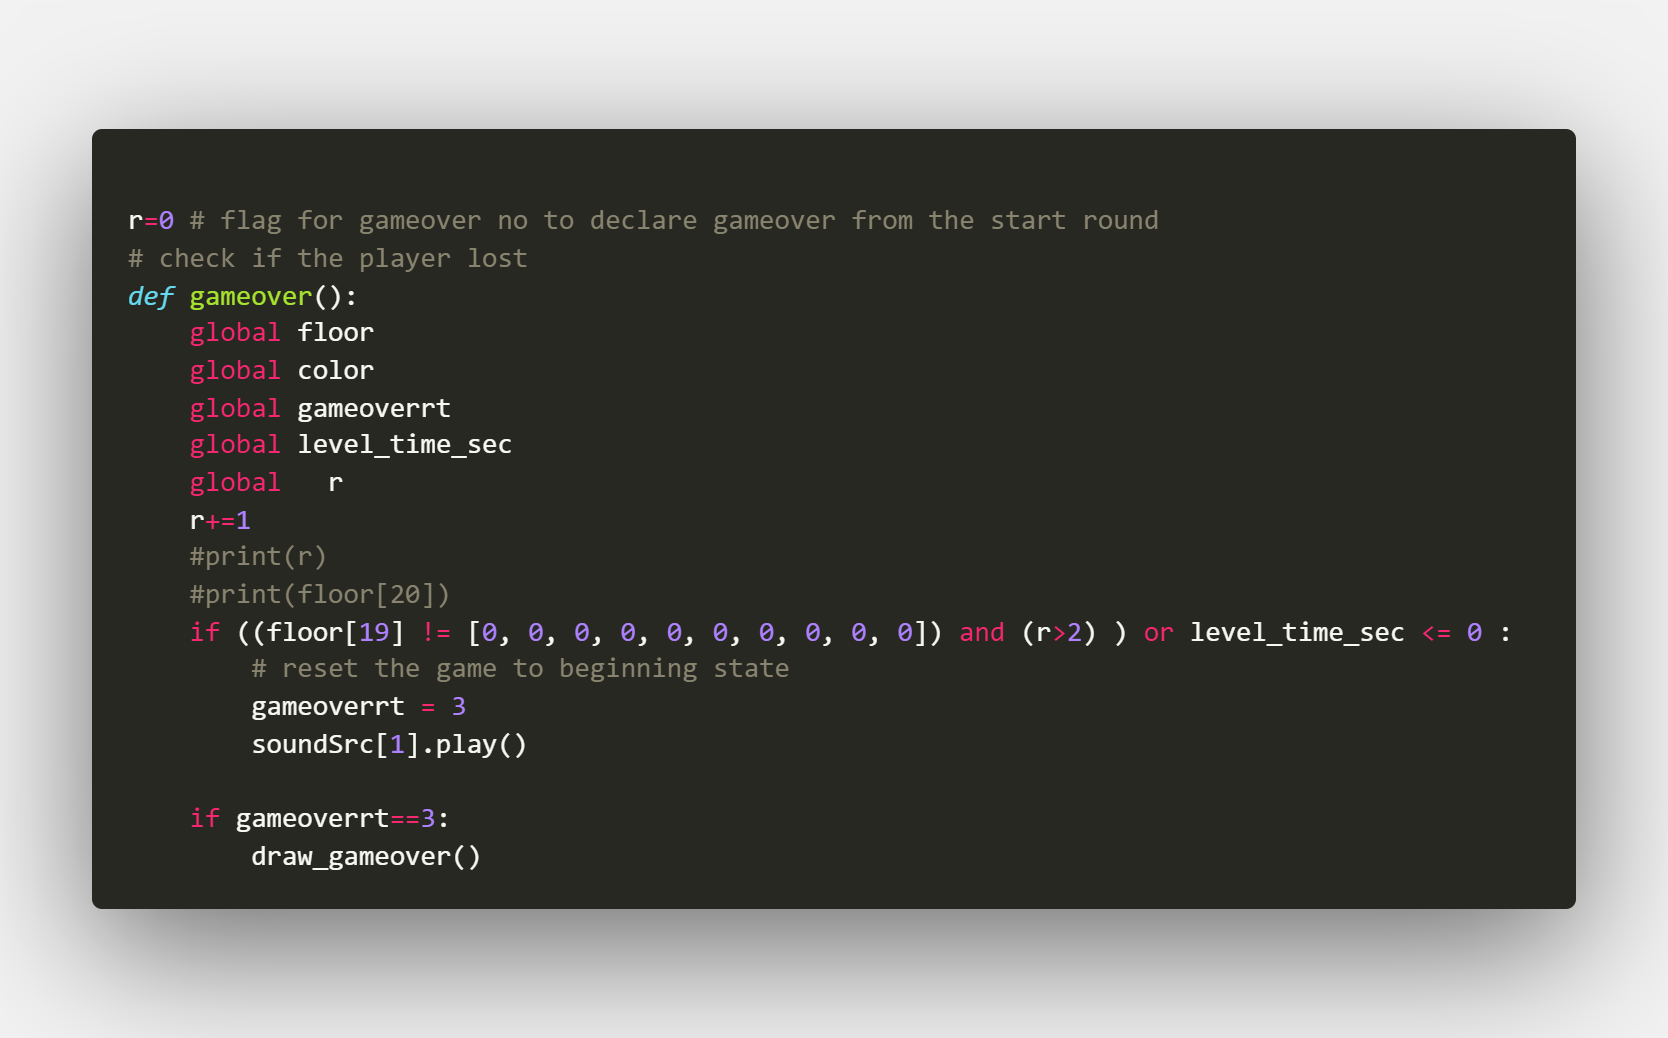 r=0 # flag for gameover no to declare gameover from the start round
# check if the player lost
def gameover():
    global floor
    global color
    global gameoverrt
    global level_time_sec
    global   r
    r+=1
    #print(r)
    #print(floor[20])
    if ((floor[19] != [0, 0, 0, 0, 0, 0, 0, 0, 0, 0]) and (r>2) ) or level_time_sec <= 0 :
        # reset the game to beginning state
        gameoverrt = 3
        soundSrc[1].play()

    if gameoverrt==3:
        draw_gameover()